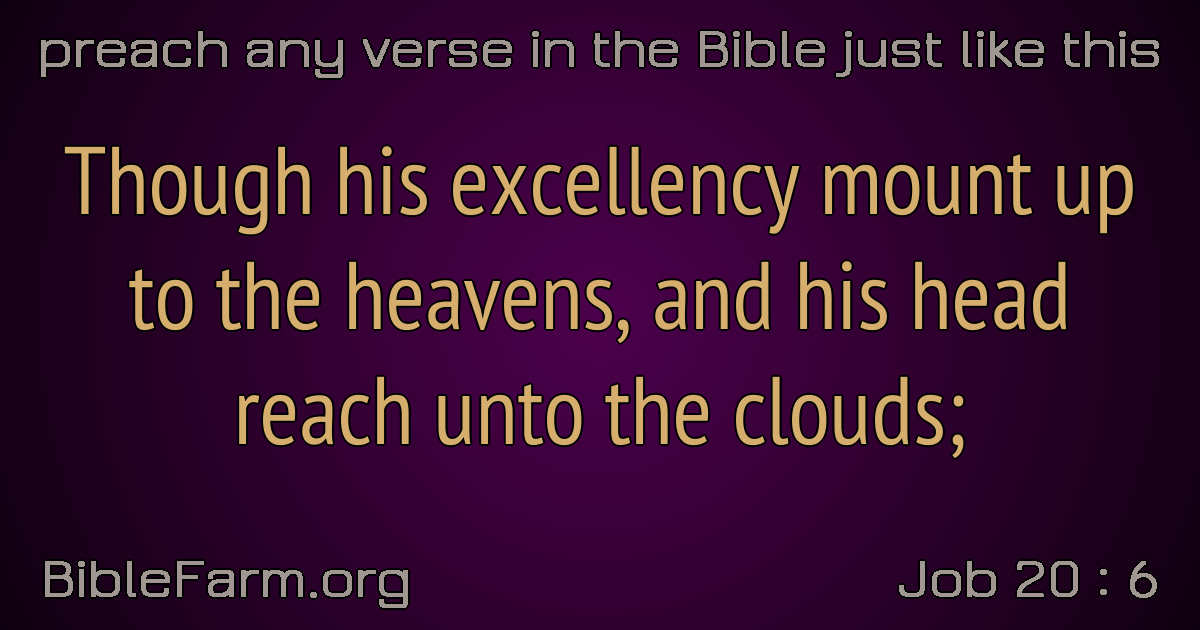 preach any verse in the Bible just like this
Though his excellency mount up
to the heavens, and his head
reach unto the clouds;
BibleFarm.org
Job 20 : 6